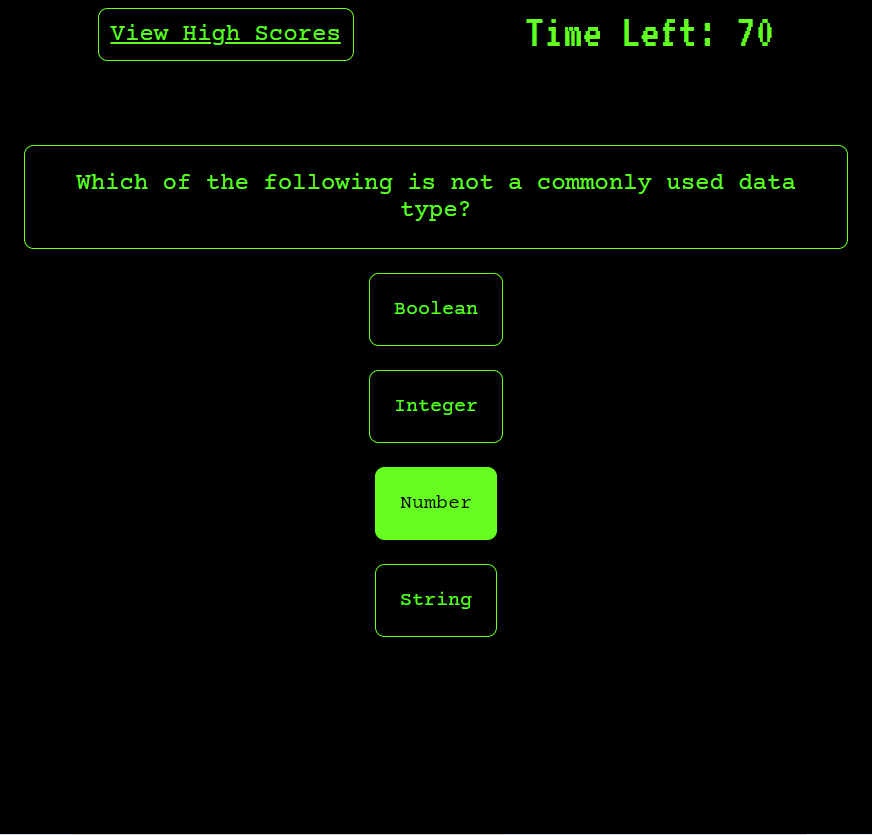 View High Scores
Time Left: 70
Which of the following is not a commonly used data
type?
Boolean
Integer
Number
String